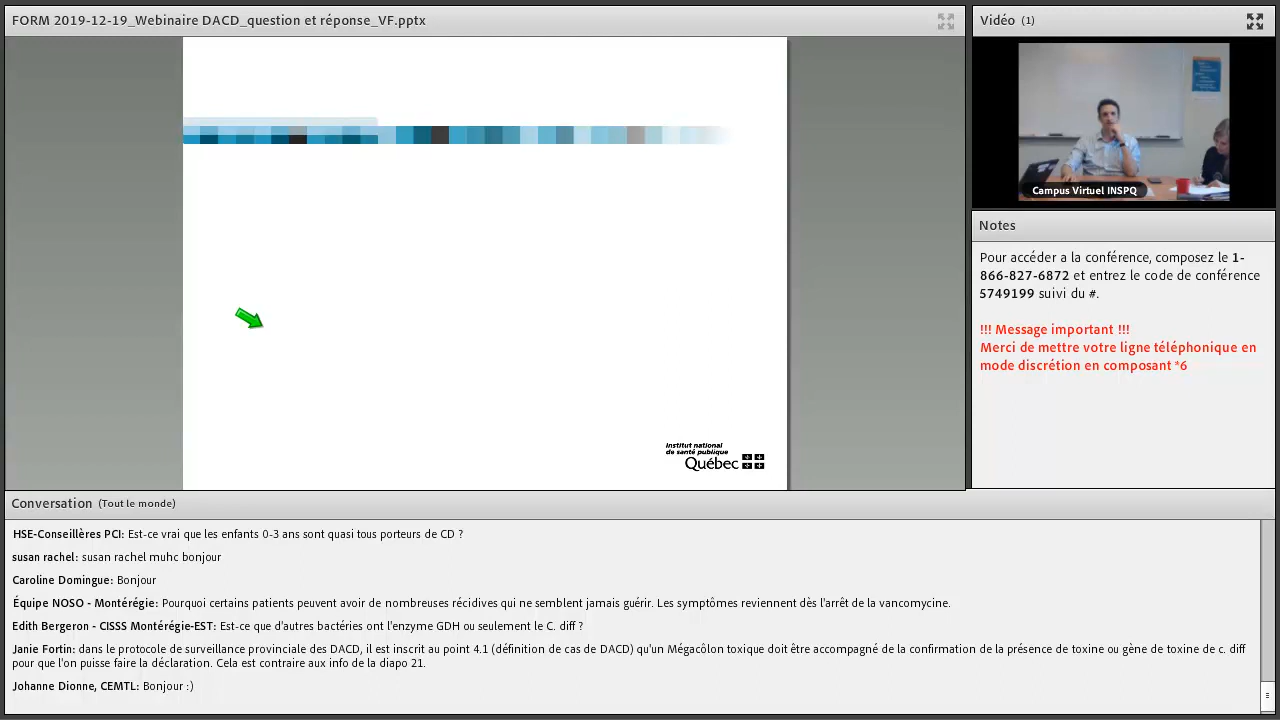 FORM 2019-12-19_Webinaire DACD_question et réponse_VF.pptx
Institut national
de santé publique
Québec
Vidéo (1)
Campus Virtuel INSPQ
Notes
Pour accéder a la conférence, composez le 1-
866-827-6872 et entrez le code de conférence
5749199 suivi du #.
!!! Message important !!!
Merci de mettre votre ligne téléphonique en
mode discrétion en composant *6
Conversation (Tout le monde)
HSE-Conseillères PCI: Est-ce vrai que les enfants 0-3 ans sont quasi tous porteurs de CD ?
susan rachel: susan rachel muhc bonjour
Caroline Domingue: Bonjour
Équipe NOSO - Montérégie: Pourquoi certains patients peuvent avoir de nombreuses récidives qui ne semblent jamais guérir. Les symptômes reviennent dès l'arrêt de la vancomycine.
Edith Bergeron - CISSS Montérégie-EST: Est-ce que d'autres bactéries ont l'enzyme GDH ou seulement le C. diff ?
Janie Fortin: dans le protocole de surveillance provinciale des DACD, il est inscrit au point 4.1 (définition de cas de DACD) qu'un Mégacôlon toxique doit être accompagné de la confirmation de la présence de toxine ou gène de toxine de c. diff
pour que l'on puisse faire la déclaration. Cela est contraire aux info de la diapo 21.
Johanne Dionne, CEMTL: Bonjour :)